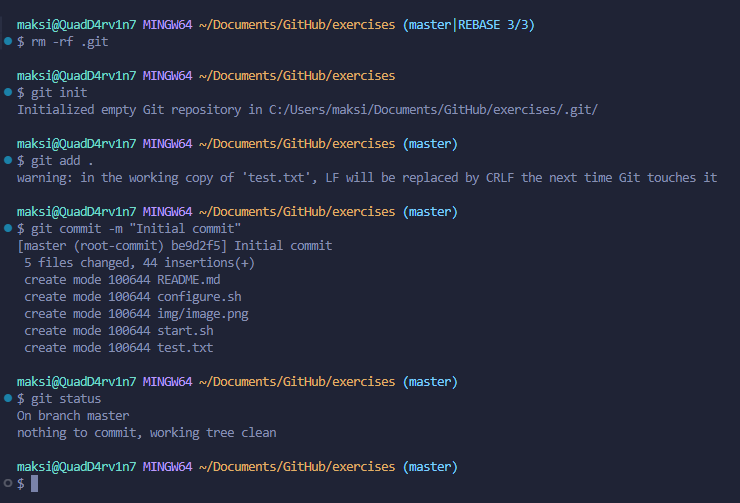 maksi@QuadD4rv1n7 MINGW64 ~/Documents/GitHub/exercises (master|REBASE 3/3)
$ rm -rf .git
maksi@QuadD4rv1n7 MINGW64 ~/Documents/GitHub/exercises
$ git init
Initialized empty Git repository in C:/Users/maksi/Documents/GitHub/exercises/.git/
maksi@QuadD4rv1n7 MINGW64 ~/Documents/GitHub/exercises (master)
$ git add .
warning: in the working copy of 'test.txt', LF will be replaced by CRLF the next time Git touches it
maksi@QuadD4rv1n7 MINGW64 ~/Documents/GitHub/exercises (master)
$ git commit -m "Initial commit"
[master (root-commit) be9d2f5] Initial commit
 5 files changed, 44 insertions(+)
 create mode 100644 README.md
 create mode 100644 configure.sh
 create mode 100644 img/image.png
 create mode 100644 start.sh
 create mode 100644 test.txt
maksi@QuadD4rv1n7 MINGW64 ~/Documents/GitHub/exercises (master)
$ git status
On branch master
nothing to commit, working tree clean
maksi@QuadD4rv1n7 MINGW64 ~/Documents/GitHub/exercises (master)
$